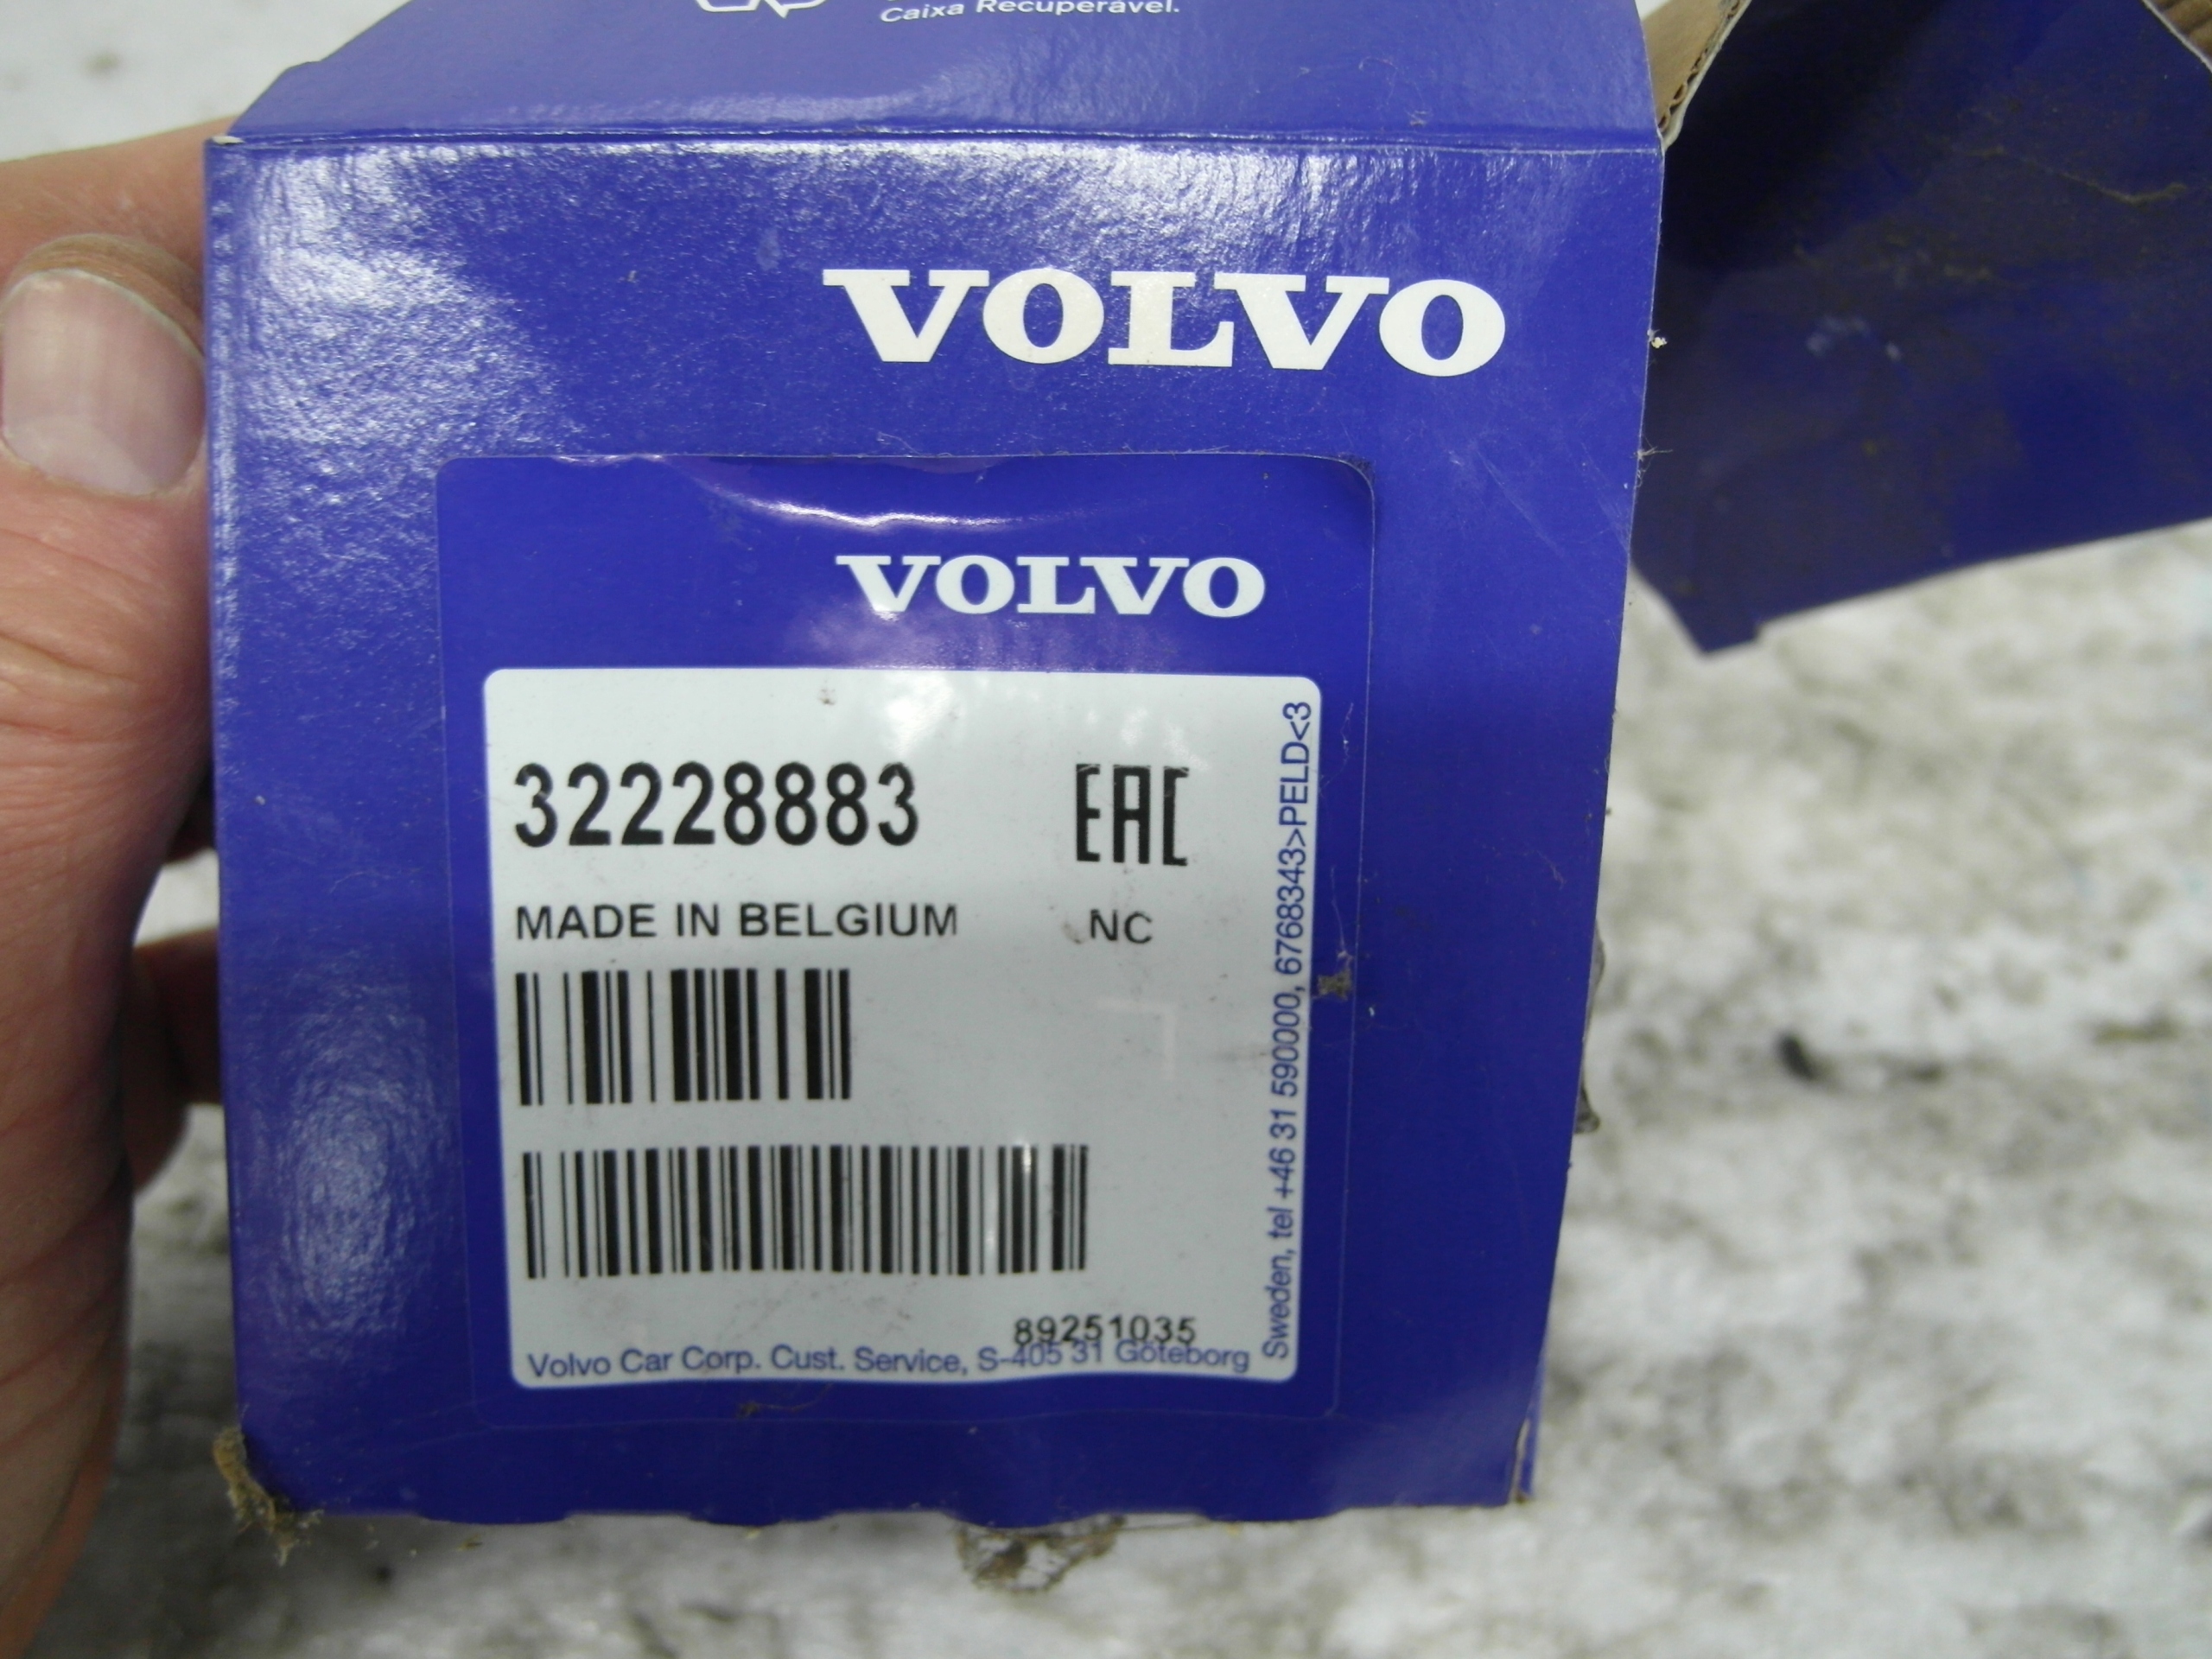 Caixa Recuperável.
VOLVO
VOLVO
32228883
EAC
MADE IN BELGIUM
NC
89251035
Volvo Car Corp. Cust. Service, S-405 31 Göteborg
Sweden, tel +46 31 590000, 6768343>PELD<3